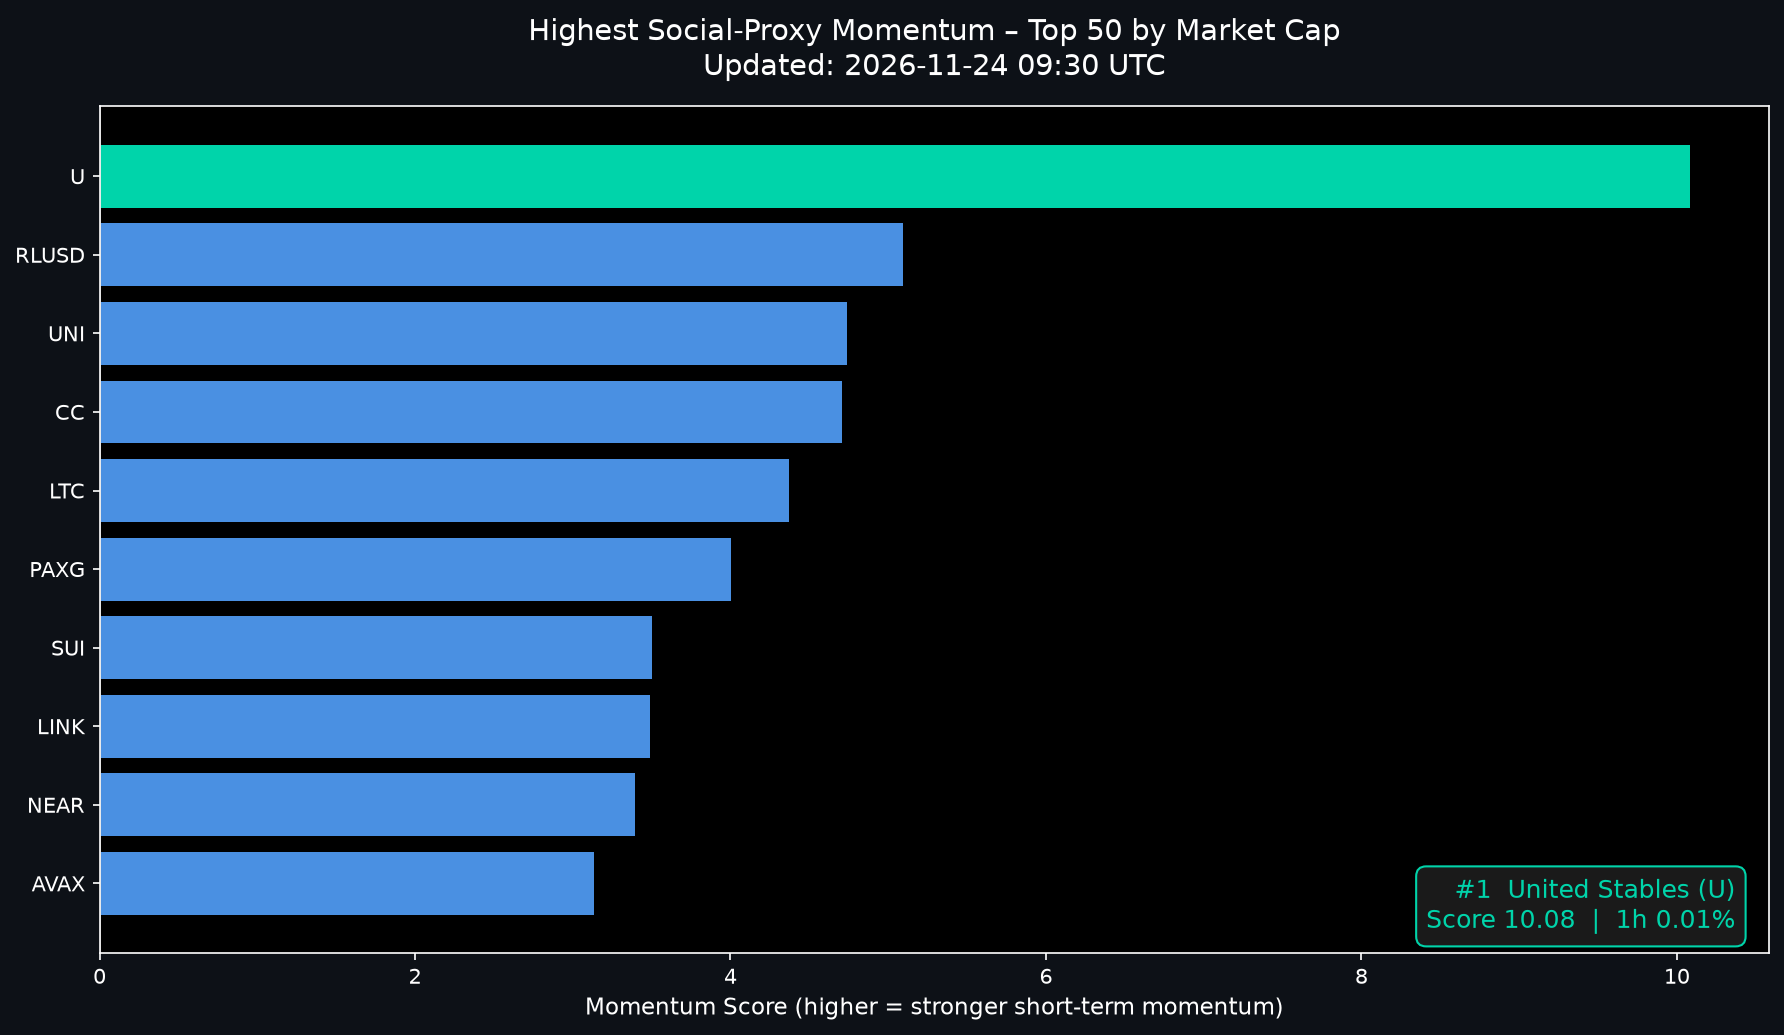 Highest Social-Proxy Momentum – Top 50 by Market Cap
Updated: 2026-11-24 09:30 UTC
U
RLUSD
UNI
CC
LTC
PAXG
SUI
LINK
NEAR
AVAX
#1 United Stables (U)
Score 10.08 | 1h 0.01%
0 2 4 6 8 10
Momentum Score (higher = stronger short-term momentum)